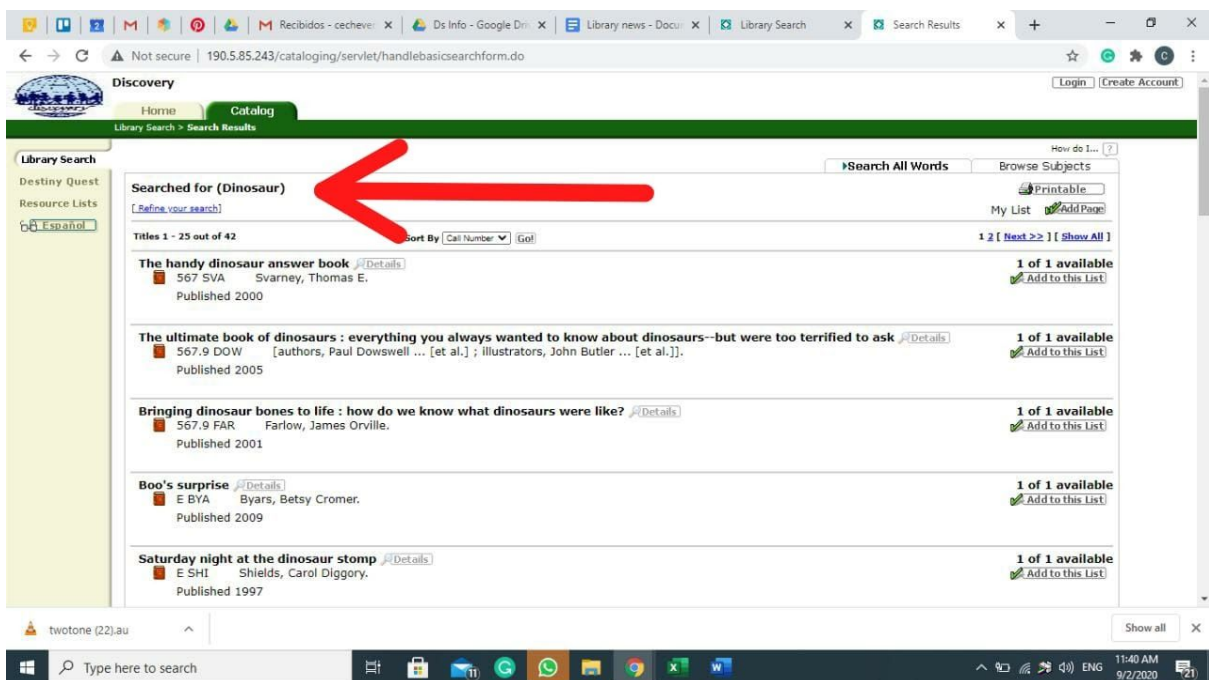 M Recibidos - cechever
Ds Info - Google Dri
Library news - Docu
Library Search
Search Results
Not secure | 190.5.85.243/cataloging/servlet/handlebasicsearchform.do
C
discovery
Discovery
Login
Create Account
Home
Catalog
Library Search > Search Results
How do I... ?
Library Search
Search All Words
Browse Subjects
Destiny Quest
Searched for (Dinosaur)
Printable
Resource Lists
[ Refine your search]
My List
Add Page
Español
Titles 1 - 25 out of 42
Sort By Call Number Go!
1 2 [ Next >> ] [ Show All ]
The handy dinosaur answer book Details
1 of 1 available
567 SVA Svarney, Thomas E.
Add to this List
Published 2000
The ultimate book of dinosaurs : everything you always wanted to know about dinosaurs--but were too terrified to ask Details
1 of 1 available
567.9 DOW [authors, Paul Dowswell ... [et al.] ; illustrators, John Butler ... [et al.]].
Add to this List
Published 2005
Bringing dinosaur bones to life : how do we know what dinosaurs were like? Details
1 of 1 available
567.9 FAR Farlow, James Orville.
Add to this List
Published 2001
Boo's surprise Details
1 of 1 available
E BYA Byars, Betsy Cromer.
Add to this List
Published 2009
Saturday night at the dinosaur stomp Details
1 of 1 available
E SHI Shields, Carol Diggory.
Add to this List
Published 1997
twotone (22).au
Show all
Type here to search
11
ENG
11:40 AM
9/2/2020
21